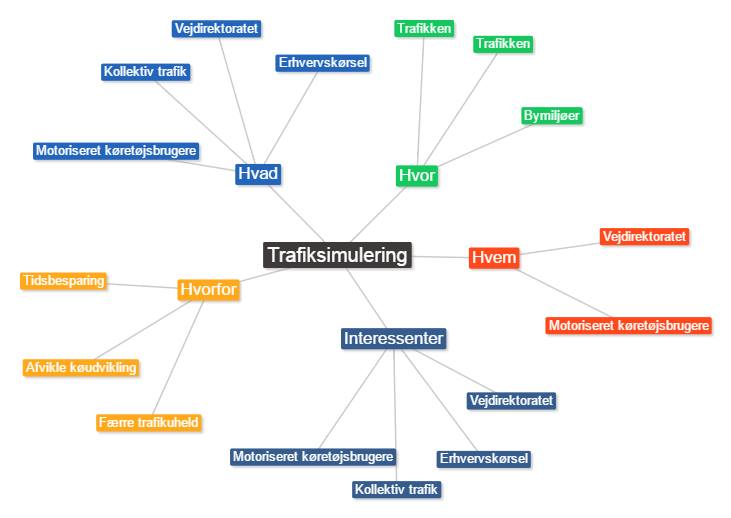 Vejdirektoratet
Trafikken
Trafikken
Erhvervskørsel
Kollektiv trafik
Bymiljøer
Motoriseret køretøjsbrugere
Hvad
Hvor
Vejdirektoratet
Trafiksimulering
Hvem
Tidsbesparing
Hvorfor
Motoriseret køretøjsbrugere
Interessenter
Afvikle køudvikling
Vejdirektoratet
Færre trafikuheld
Motoriseret køretøjsbrugere
Erhvervskørsel
Kollektiv trafik